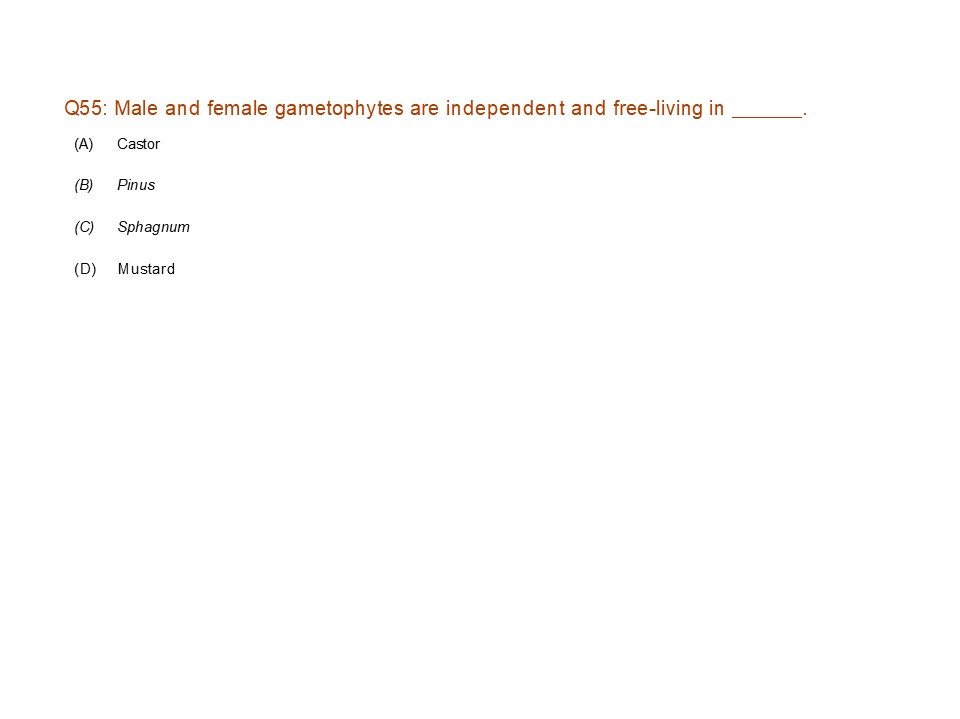 Q55: Male and female gametophytes are independent and free-living in ______.
(A) Castor
(B) Pinus
(C) Sphagnum
(D) Mustard